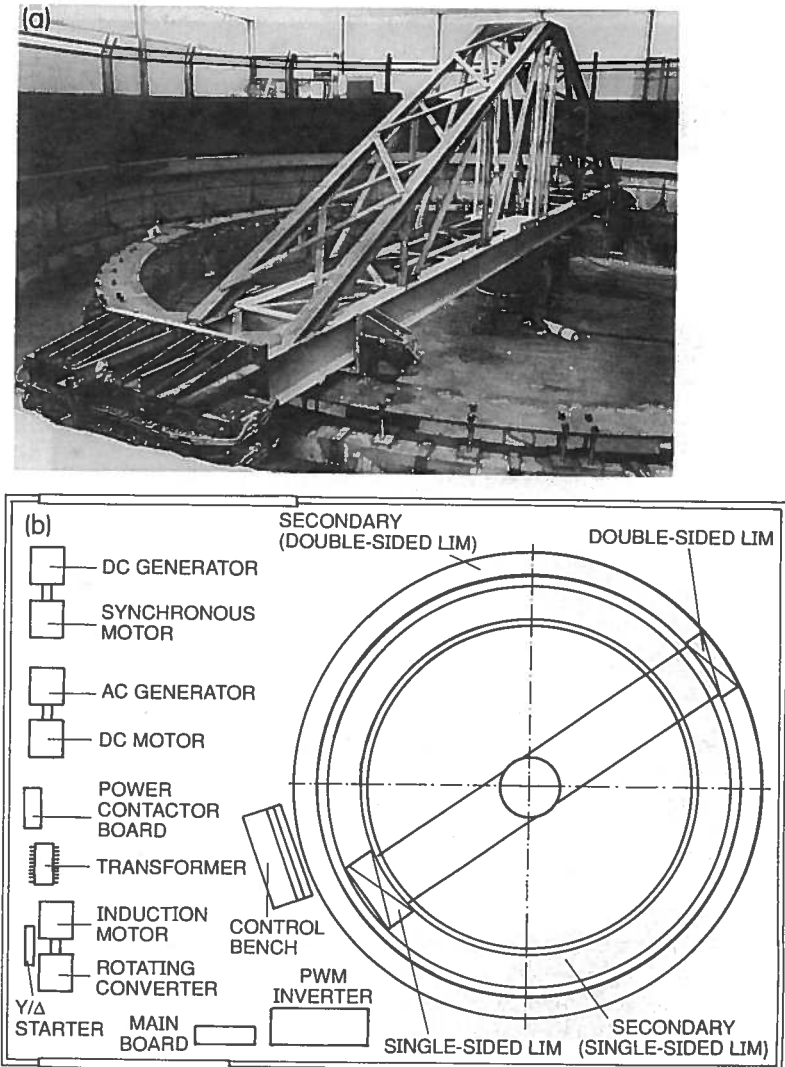 (a)
(b)
SECONDARY
(DOUBLE-SIDED LIM)
DOUBLE-SIDED LIM
DC GENERATOR
SYNCHRONOUS
MOTOR
AC GENERATOR
DC MOTOR
POWER
CONTACTOR
BOARD
TRANSFORMER
INDUCTION
MOTOR
CONTROL
BENCH
ROTATING
CONVERTER
PWM
INVERTER
Y/Δ
STARTER
MAIN
BOARD
SINGLE-SIDED LIM
SECONDARY
(SINGLE-SIDED LIM)